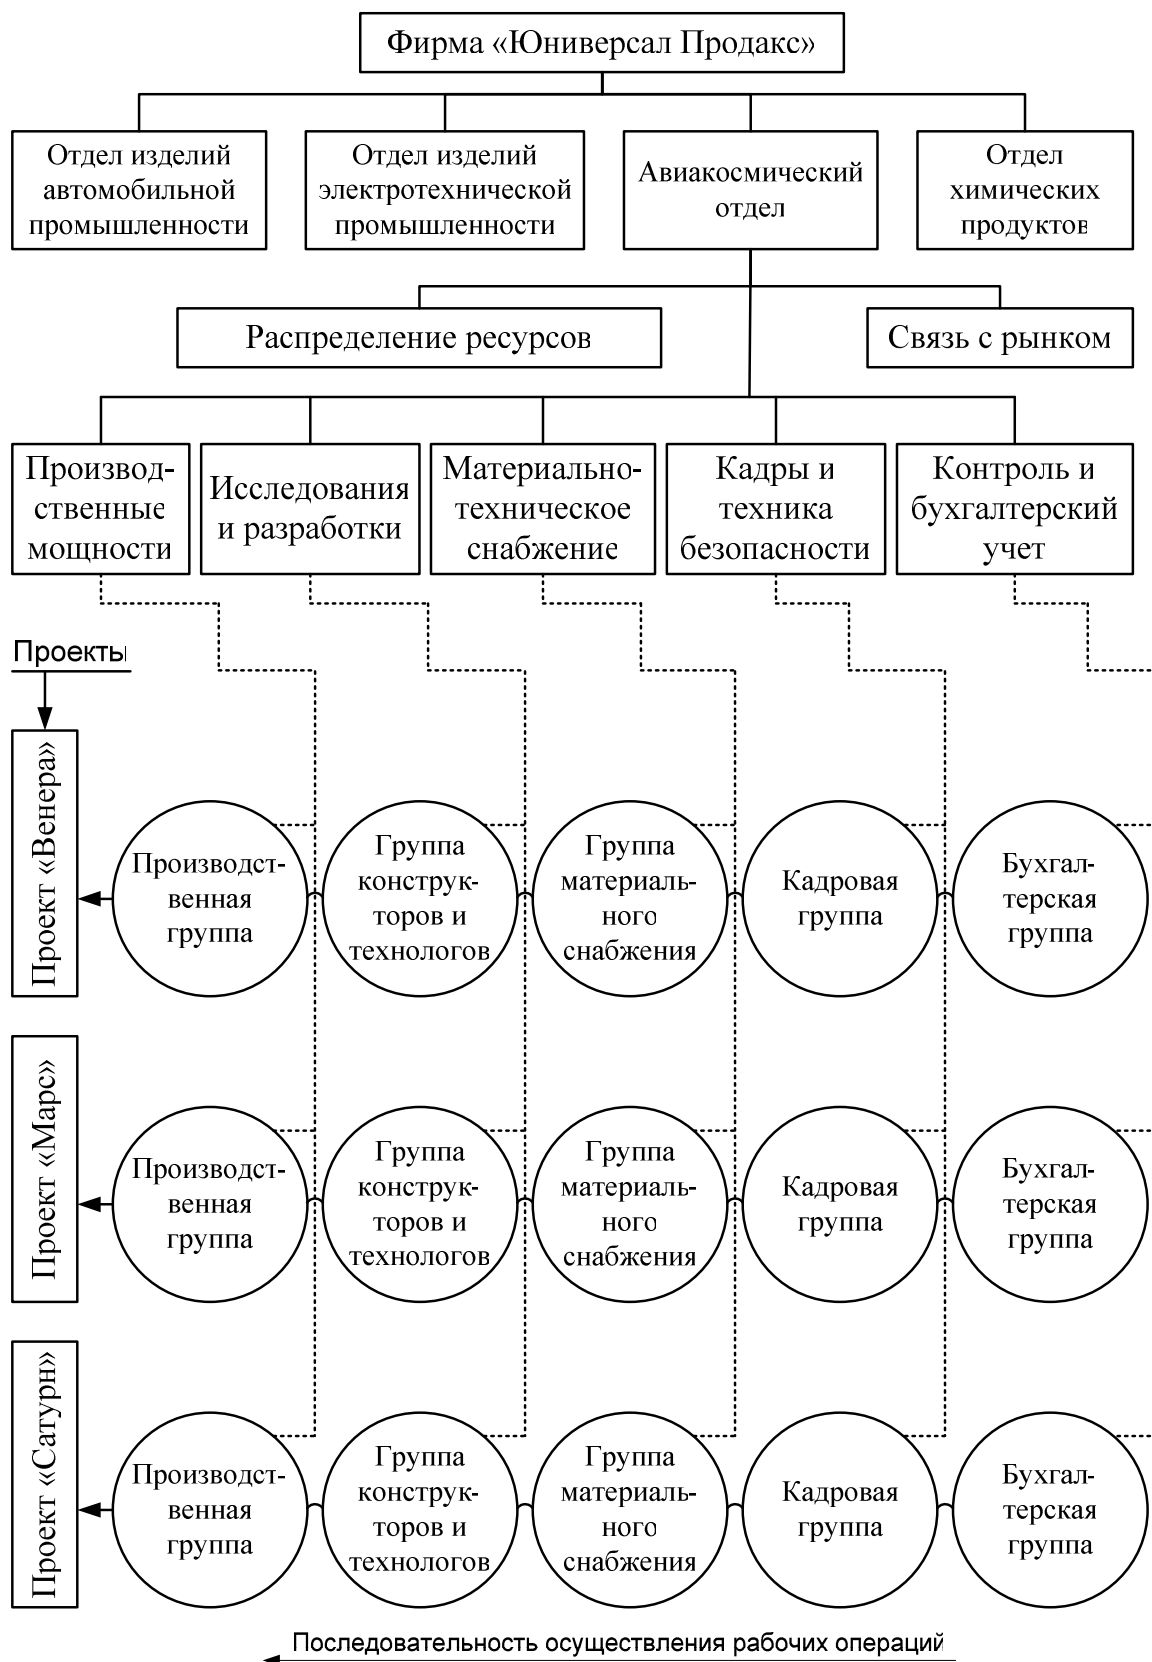 Фирма «Юниверсал Продакс»
Отдел изделий
автомобильной
промышленности
Отдел изделий
электротехнической
промышленности
Авиакосмический
отдел
Отдел
химических
продуктов
Распределение ресурсов
Связь с рынком
Производ-
ственные
мощности
Исследования
и разработки
Материально-
техническое
снабжение
Кадры и
техника
безопасности
Контроль и
бухгалтерский
учет
Проекты
Проект «Венера»
Производст-
венная
группа
Группа
конструк-
торов и
технологов
Группа
материаль-
ного
снабжения
Кадровая
группа
Бухгал-
терская
группа
Проект «Марс»
Производст-
венная
группа
Группа
конструк-
торов и
технологов
Группа
материаль-
ного
снабжения
Кадровая
группа
Бухгал-
терская
группа
Проект «Сатурн»
Производст-
венная
группа
Группа
конструк-
торов и
технологов
Группа
материаль-
ного
снабжения
Кадровая
группа
Бухгал-
терская
группа
Последовательность осуществления рабочих операций